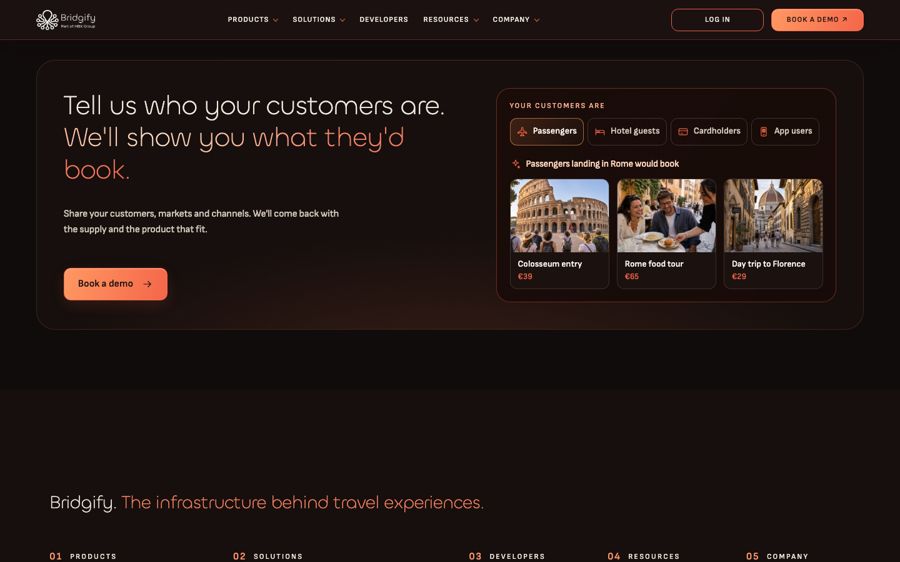 Bridgify
Part of HBX Group
PRODUCTS
SOLUTIONS
DEVELOPERS
RESOURCES
COMPANY
LOG IN
BOOK A DEMO
Tell us who your customers are.
We'll show you what they'd
book.
Share your customers, markets and channels. We'll come back with
the supply and the product that fit.
Book a demo
YOUR CUSTOMERS ARE
Passengers
Hotel guests
Cardholders
App users
Passengers landing in Rome would book
Colosseum entry
€39
Rome food tour
€65
Day trip to Florence
€29
Bridgify. The infrastructure behind travel experiences.
01 PRODUCTS
02 SOLUTIONS
03 DEVELOPERS
04 RESOURCES
05 COMPANY